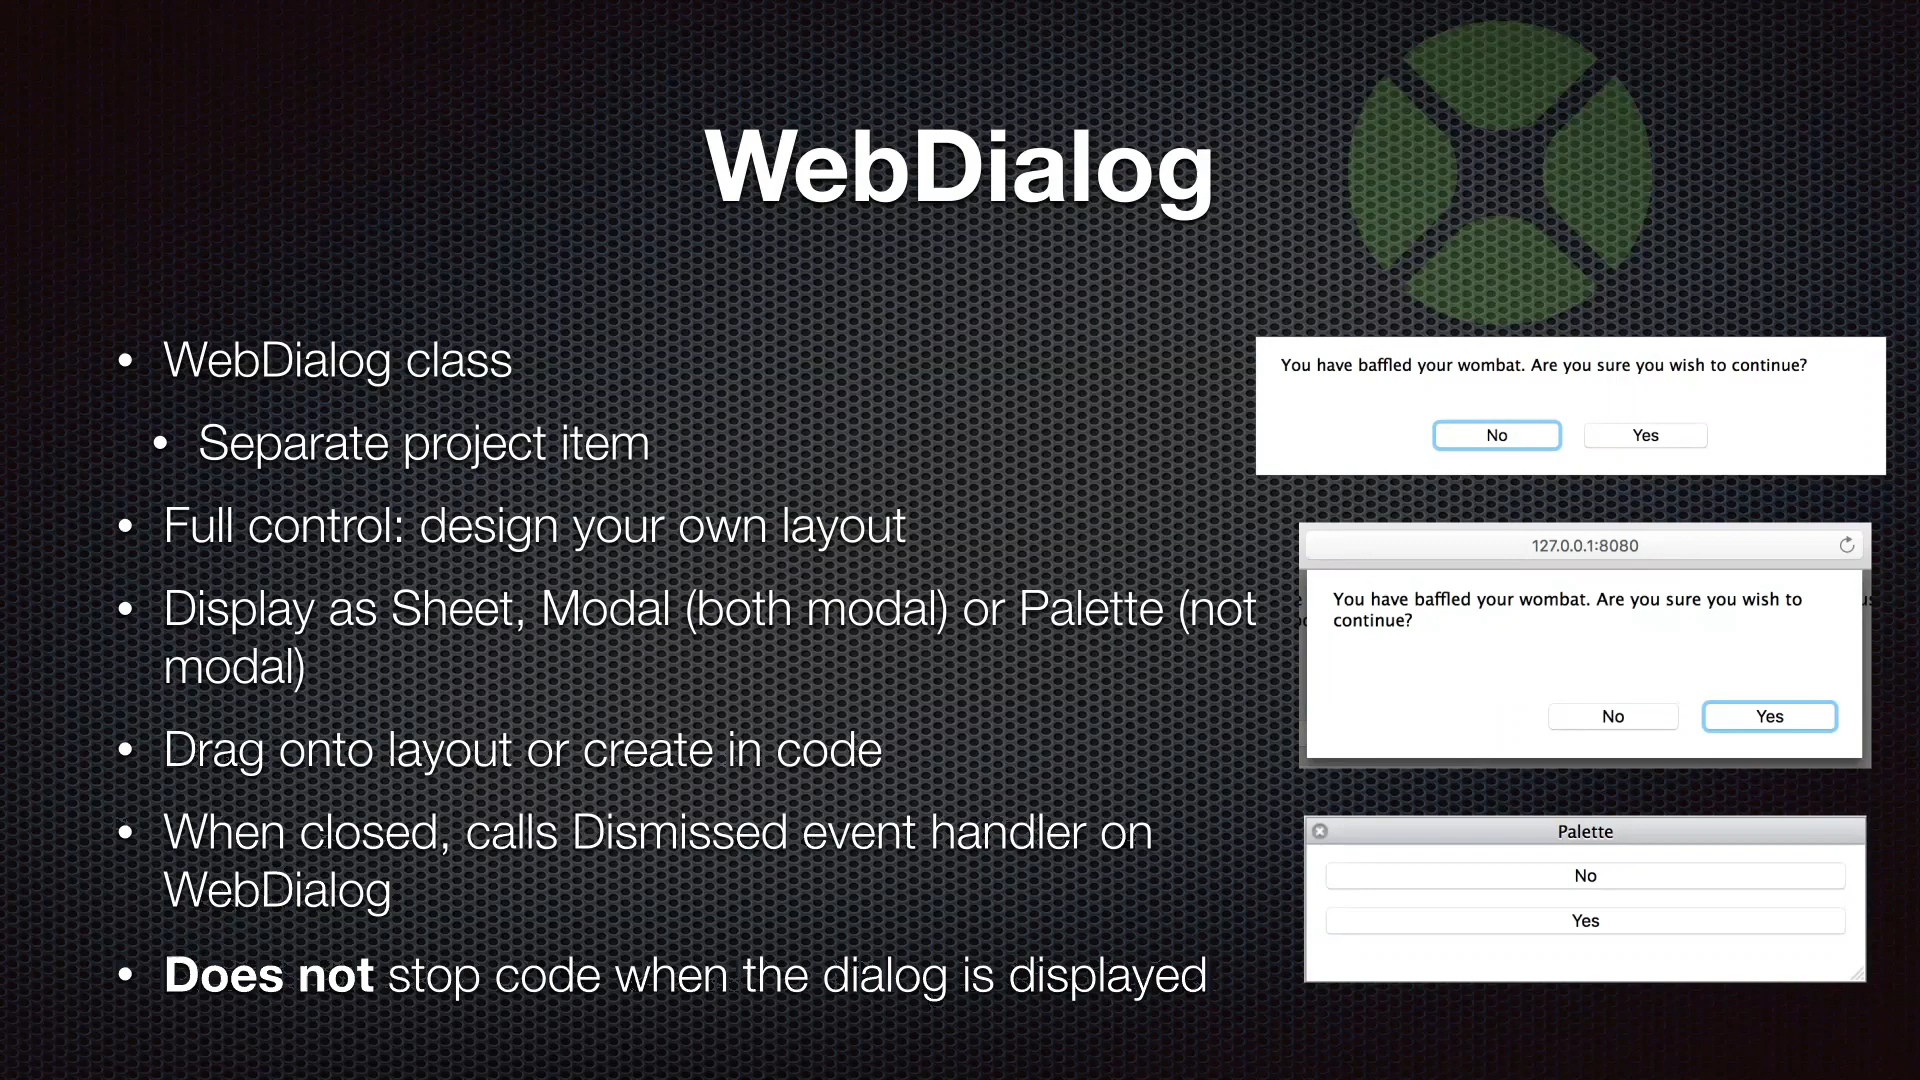 WebDialog
• WebDialog class
• Separate project item
• Full control: design your own layout
• Display as Sheet, Modal (both modal) or Palette (not
modal)
• Drag onto layout or create in code
• When closed, calls Dismissed event handler on
WebDialog
• Does not stop code when the dialog is displayed
You have baffled your wombat. Are you sure you wish to continue?
No Yes
127.0.0.1:8080
You have baffled your wombat. Are you sure you wish to
continue?
No Yes
Palette
No
Yes